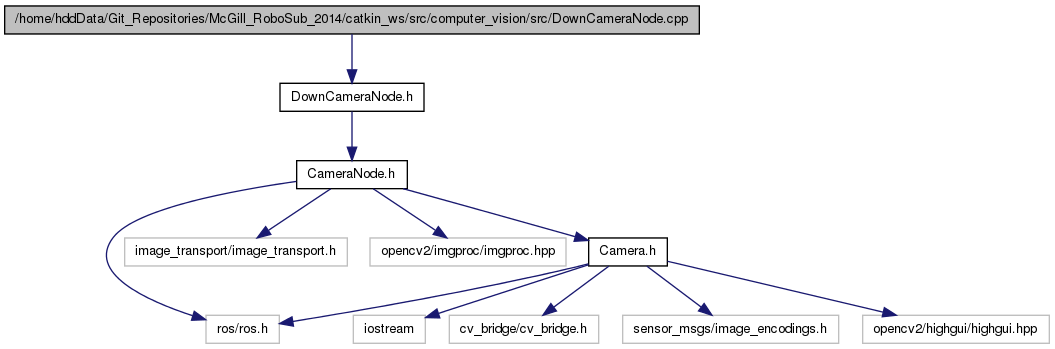 /home/hddData/Git_Repositories/McGill_RoboSub_2014/catkin_ws/src/computer_vision/src/DownCameraNode.cpp
DownCameraNode.h
CameraNode.h
image_transport/image_transport.h
opencv2/imgproc/imgproc.hpp
Camera.h
ros/ros.h
iostream
cv_bridge/cv_bridge.h
sensor_msgs/image_encodings.h
opencv2/highgui/highgui.hpp